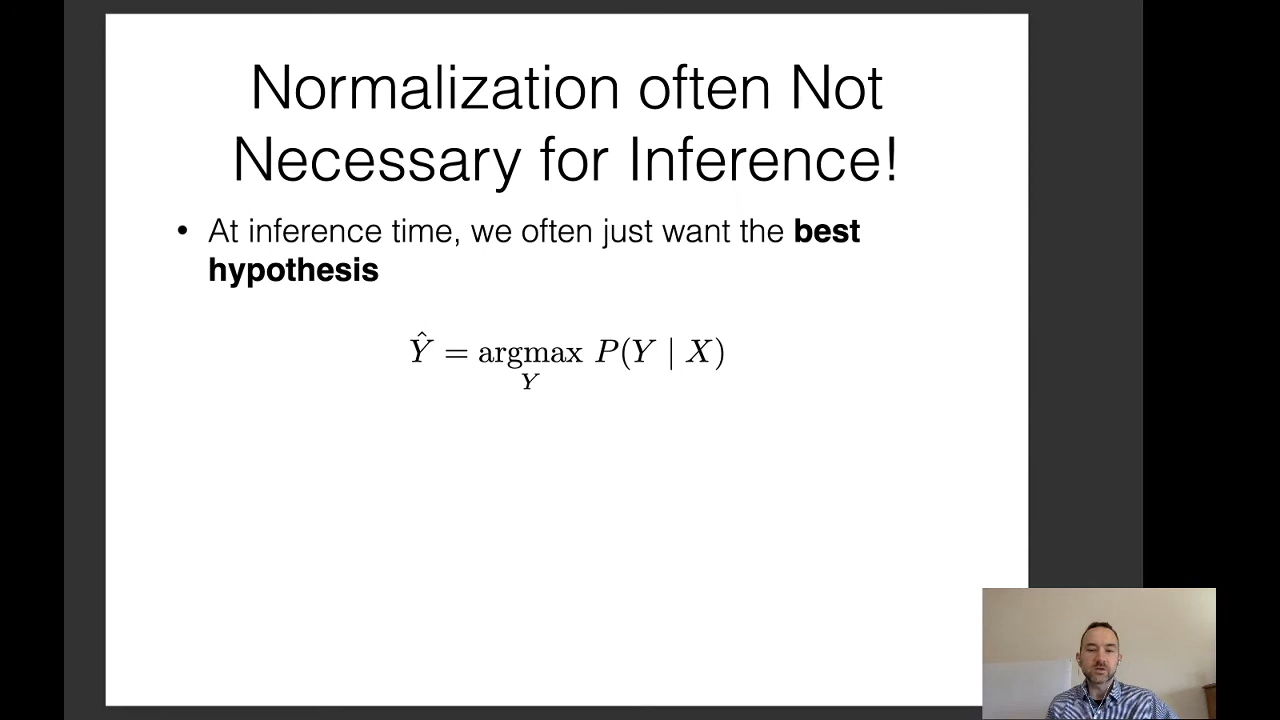 Normalization often Not
Necessary for Inference!
• At inference time, we often just want the best
hypothesis
Ŷ = argmax P(Y | X)
Y